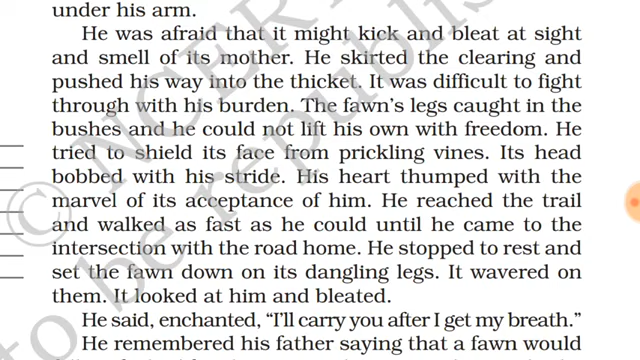 under his arm.
He was afraid that it might kick and bleat at sight
and smell of its mother. He skirted the clearing and
pushed his way into the thicket. It was difficult to fight
through with his burden. The fawn's legs caught in the
bushes and he could not lift his own with freedom. He
tried to shield its face from prickling vines. Its head
bobbed with his stride. His heart thumped with the
marvel of its acceptance of him. He reached the trail
and walked as fast as he could until he came to the
intersection with the road home. He stopped to rest and
set the fawn down on its dangling legs. It wavered on
them. It looked at him and bleated.
He said, enchanted, “I'll carry you after I get my breath.”
He remembered his father saying that a fawn would
© NCERT
to be republis